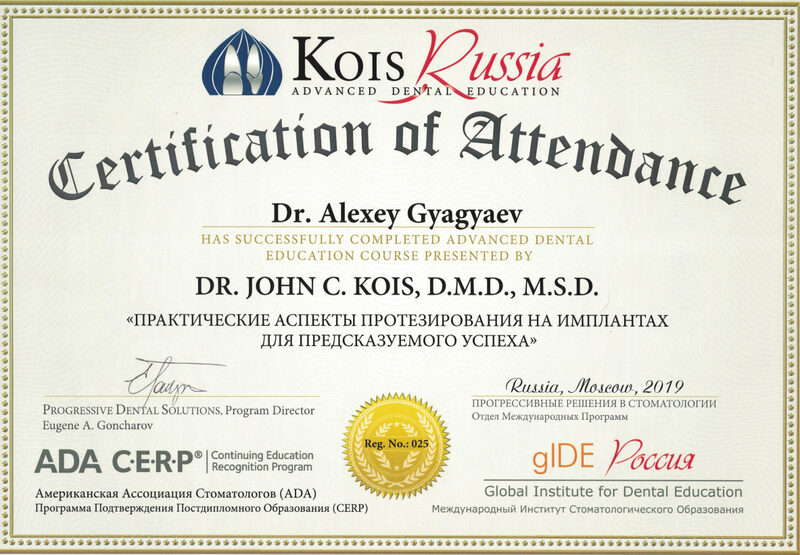 Kois Russia
ADVANCED DENTAL EDUCATION
Certification of Attendance
Dr. Alexey Gyagyaev
HAS SUCCESSFULLY COMPLETED ADVANCED DENTAL
EDUCATION COURSE PRESENTED BY
DR. JOHN C. KOIS, D.M.D., M.S.D.
«ПРАКТИЧЕСКИЕ АСПЕКТЫ ПРОТЕЗИРОВАНИЯ НА ИМПЛАНТАХ
ДЛЯ ПРЕДСКАЗУЕМОГО УСПЕХА»
PROGRESSIVE DENTAL SOLUTIONS, Program Director
Eugene A. Goncharov
ADA C·E·R·P® | Continuing Education
Recognition Program
Американская Ассоциация Стоматологов (ADA)
Программа Подтверждения Постдипломного Образования (CERP)
Reg. No.: 025
Russia, Moscow, 2019
ПРОГРЕССИВНЫЕ РЕШЕНИЯ В СТОМАТОЛОГИИ
Отдел Международных Программ
gIDE Россия
Global Institute for Dental Education
Международный Институт Стоматологического Образования